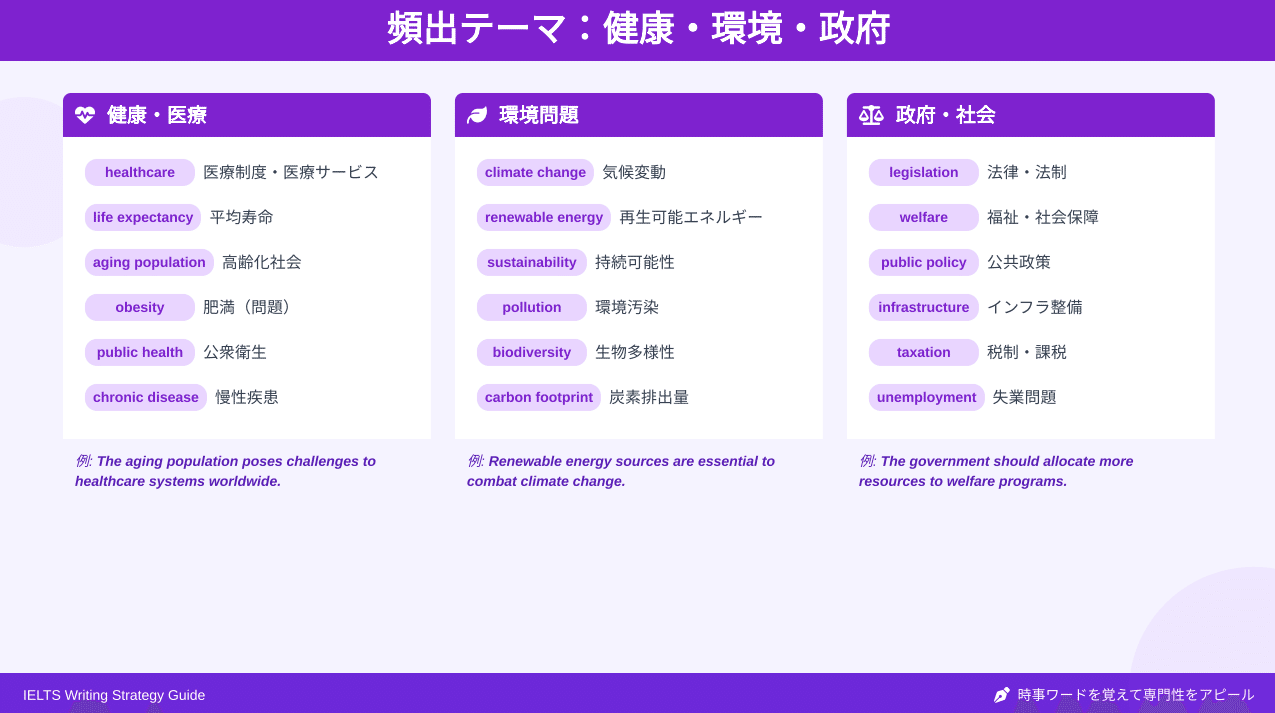 頻出テーマ：健康・環境・政府
健康・医療
healthcare 医療制度・医療サービス
life expectancy 平均寿命
aging population 高齢化社会
obesity 肥満（問題）
public health 公衆衛生
chronic disease 慢性疾患
例: The aging population poses challenges to
healthcare systems worldwide.
環境問題
climate change 気候変動
renewable energy 再生可能エネルギー
sustainability 持続可能性
pollution 環境汚染
biodiversity 生物多様性
carbon footprint 炭素排出量
例: Renewable energy sources are essential to
combat climate change.
政府・社会
legislation 法律・法制
welfare 福祉・社会保障
public policy 公共政策
infrastructure インフラ整備
taxation 税制・課税
unemployment 失業問題
例: The government should allocate more
resources to welfare programs.
IELTS Writing Strategy Guide
時事ワードを覚えて専門性をアピール